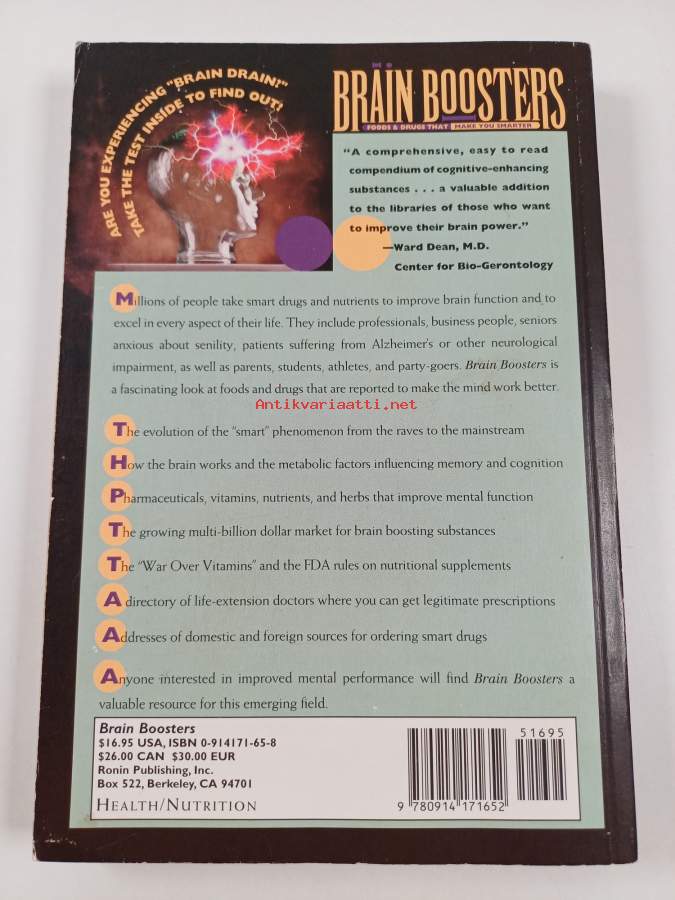 ARE YOU EXPERIENCING "BRAIN DRAIN?"
TAKE THE TEST INSIDE TO FIND OUT!
BRAIN BOOSTERS
FOODS & DRUGS THAT MAKE YOU SMARTER
"A comprehensive, easy to read
compendium of cognitive-enhancing
substances . . . a valuable addition
to the libraries of those who want
to improve their brain power."
—Ward Dean, M.D.
Center for Bio-Gerontology
Millions of people take smart drugs and nutrients to improve brain function and to
excel in every aspect of their life. They include professionals, business people, seniors
anxious about senility, patients suffering from Alzheimer's or other neurological
impairment, as well as parents, students, athletes, and party-goers. Brain Boosters is
a fascinating look at foods and drugs that are reported to make the mind work better.
Antikvariaatti.net
The evolution of the "smart" phenomenon from the raves to the mainstream
How the brain works and the metabolic factors influencing memory and cognition
Pharmaceuticals, vitamins, nutrients, and herbs that improve mental function
The growing multi-billion dollar market for brain boosting substances
The "War Over Vitamins" and the FDA rules on nutritional supplements
A directory of life-extension doctors where you can get legitimate prescriptions
Addresses of domestic and foreign sources for ordering smart drugs
Anyone interested in improved mental performance will find Brain Boosters a
valuable resource for this emerging field.
Brain Boosters
$16.95 USA, ISBN 0-914171-65-8
$26.00 CAN $30.00 EUR
Ronin Publishing, Inc.
Box 522, Berkeley, CA 94701
HEALTH/NUTRITION
51695
9 780914 171652